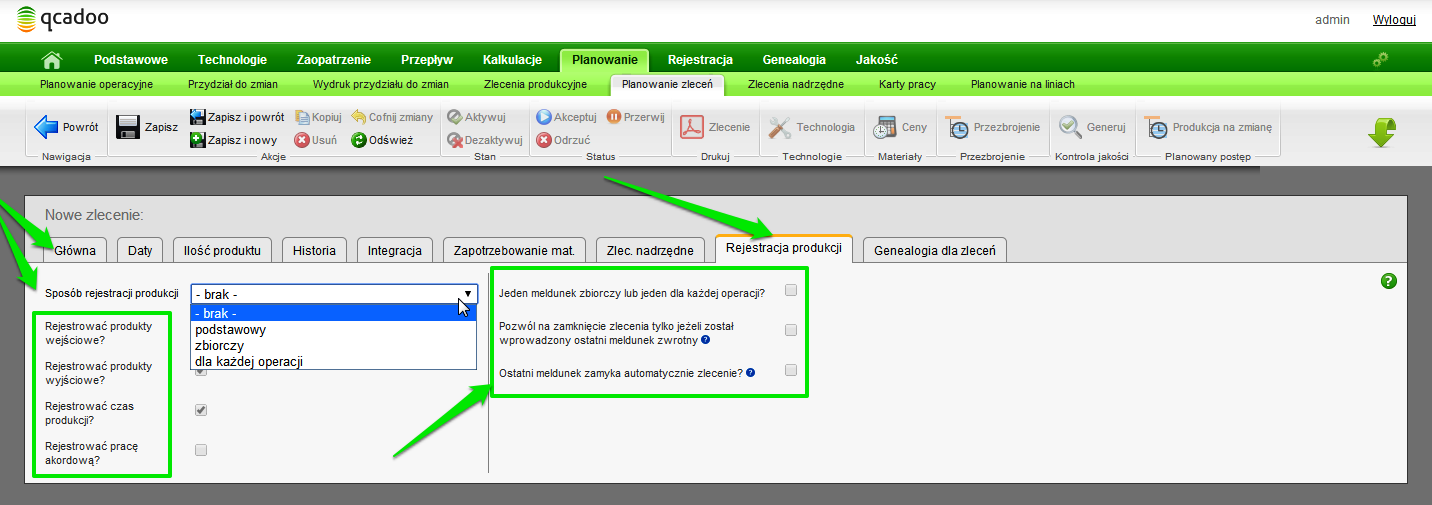 qcadoo
admin Wyloguj
Podstawowe Technologie Zaopatrzenie Przepływ Kalkulacje Planowanie Rejestracja Genealogia Jakość
Planowanie operacyjne Przydział do zmian Wydruk przydziału do zmian Zlecenia produkcyjne Planowanie zleceń Zlecenia nadrzędne Karty pracy Planowanie na liniach
Powrót Zapisz Zapisz i powrót Kopiuj Cofnij zmiany Aktywuj Akceptuj Przerwij Zlecenie Technologia Ceny Przezbrojenie Generuj Produkcja na zmianę
Zapisz i nowy Usuń Odśwież Dezaktywuj Odrzuć
Nawigacja Akcje Stan Status Drukuj Technologie Materiały Przezbrojenie Kontrola jakości Planowany postęp
Nowe zlecenie:
Główna Daty Ilość produktu Historia Integracja Zapotrzebowanie mat. Zlec. nadrzędne Rejestracja produkcji Genealogia dla zleceń
Sposób rejestracji produkcji - brak -
- brak -
podstawowy
zbiorczy
dla każdej operacji
Rejestrować produkty
wejściowe?
Rejestrować produkty
wyjściowe?
Rejestrować czas
produkcji?
Rejestrować pracę
akordową?
Jeden meldunek zbiorczy lub jeden dla każdej operacji?
Pozwól na zamknięcie zlecenia tylko jeżeli został
wprowadzony ostatni meldunek zwrotny ?
Ostatni meldunek zamyka automatycznie zlecenie? ?
?